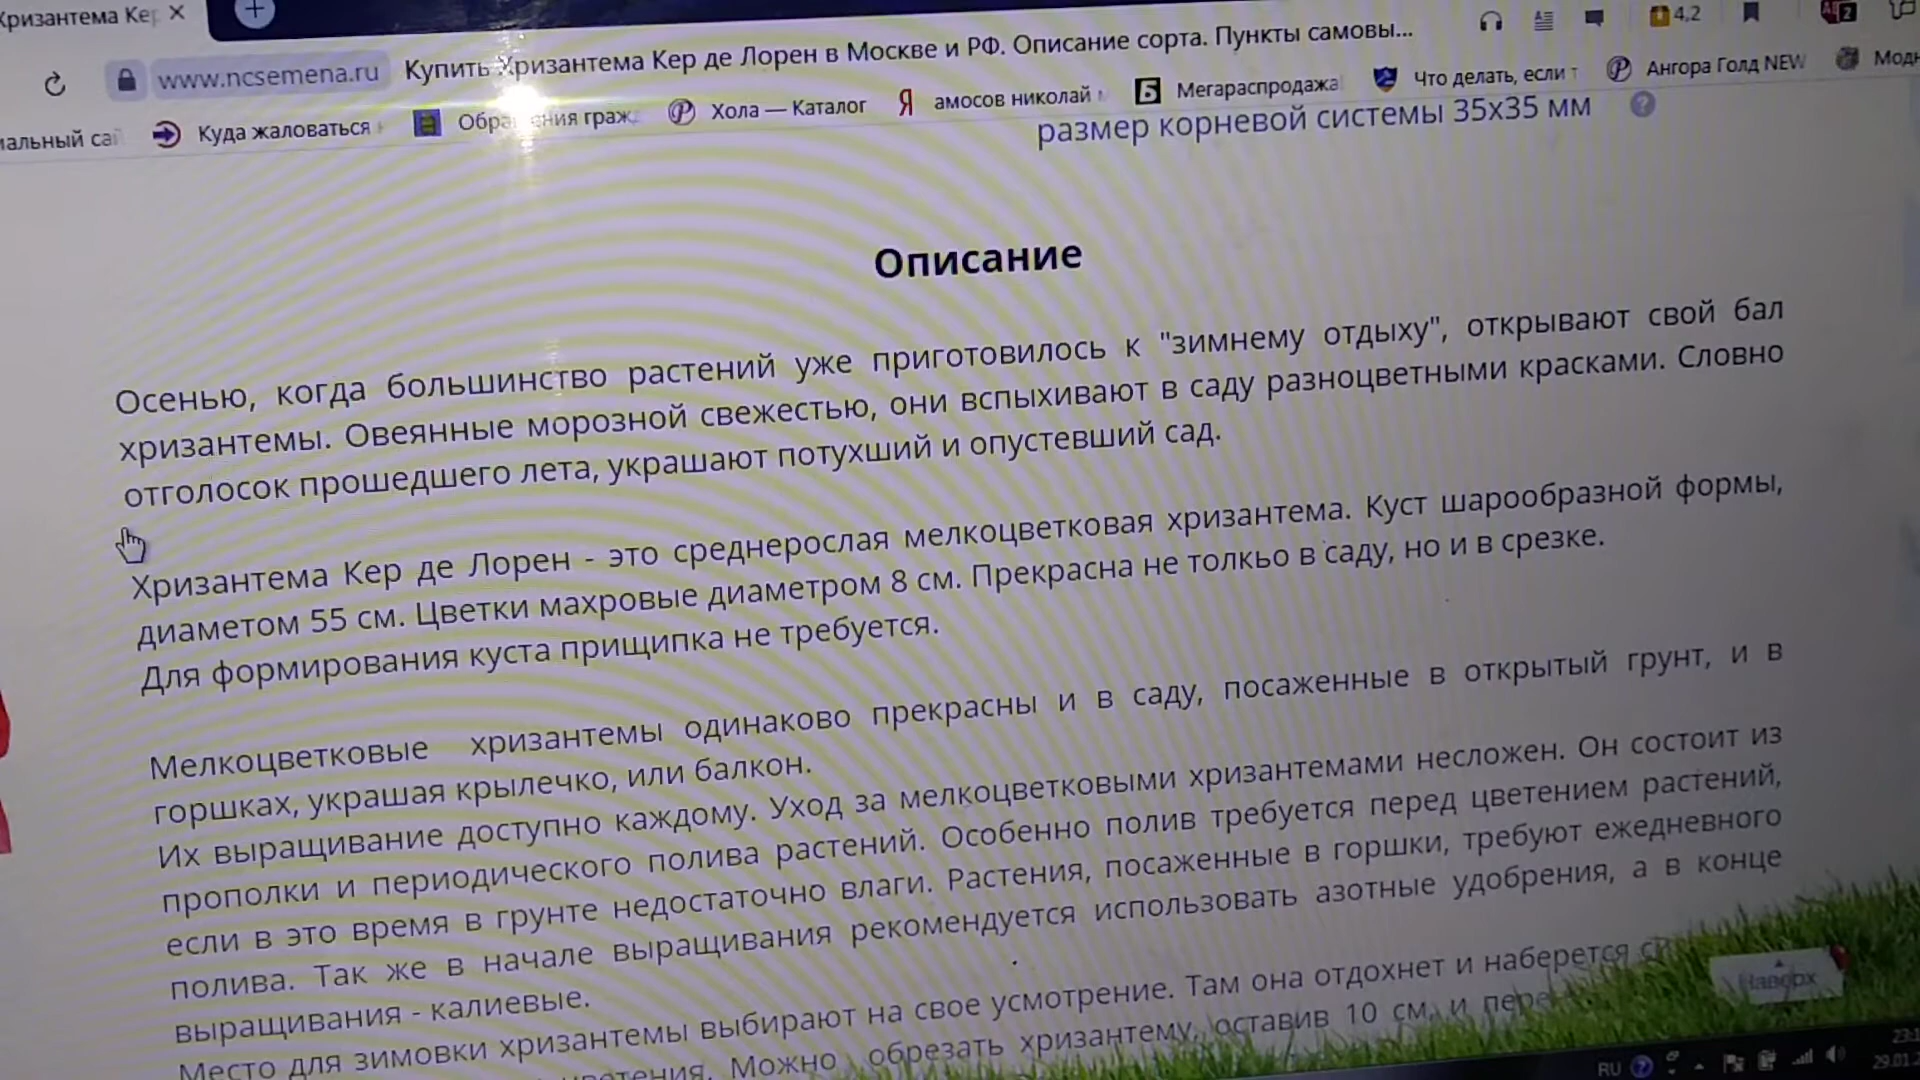 Хризантема Кер
www.ncsemena.ru Купить Хризантема Кер де Лорен в Москве и РФ. Описание сорта. Пункты самовы... 4,2 2
Куда жаловаться Хола — Каталог Я амосов николай Б Мегараспродажа Что делать, если Ангора Голд NEW
размер корневой системы 35x35 мм ?
Описание
Осенью, когда большинство растений уже приготовилось к "зимнему отдыху", открывают свой бал
хризантемы. Овеянные морозной свежестью, они вспыхивают в саду разноцветными красками. Словно
отголосок прошедшего лета, украшают потухший и опустевший сад.
Хризантема Кер де Лорен - это среднерослая мелкоцветковая хризантема. Куст шарообразной формы,
диаметом 55 см. Цветки махровые диаметром 8 см. Прекрасна не толкьо в саду, но и в срезке.
Для формирования куста прищипка не требуется.
Мелкоцветковые хризантемы одинаково прекрасны и в саду, посаженные в открытый грунт, и в
горшках, украшая крылечко, или балкон.
Их выращивание доступно каждому. Уход за мелкоцветковыми хризантемами несложен. Он состоит из
прополки и периодического полива растений. Особенно полив требуется перед цветением растений,
если в это время в грунте недостаточно влаги. Растения, посаженные в горшки, требуют ежедневного
полива. Так же в начале выращивания рекомендуется использовать азотные удобрения, а в конце
выращивания - калиевые.
Место для зимовки хризантемы выбирают на свое усмотрение. Там она отдохнет и наберется
Можно обрезать хризантему, оставив 10 см, и
Наверх
RU